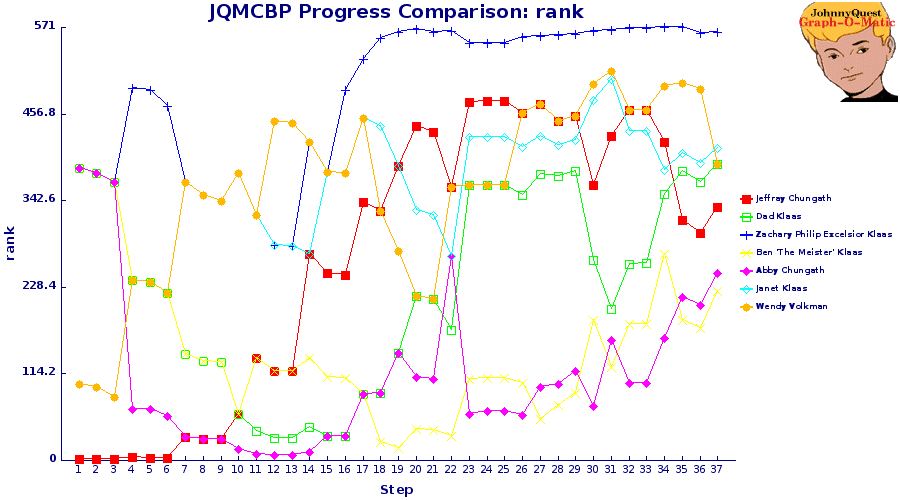 JQMCBP Progress Comparison: rank
JohnnyQuest
Graph-O-Matic
571
456.8
342.6
228.4
114.2
0
rank
1 2 3 4 5 6 7 8 9 10 11 12 13 14 15 16 17 18 19 20 21 22 23 24 25 26 27 28 29 30 31 32 33 34 35 36 37
Step
Jeffray Chungath
Dad Klaas
Zachary Philip Excelsior Klaas
Ben 'The Meister' Klaas
Abby Chungath
Janet Klaas
Wendy Volkman